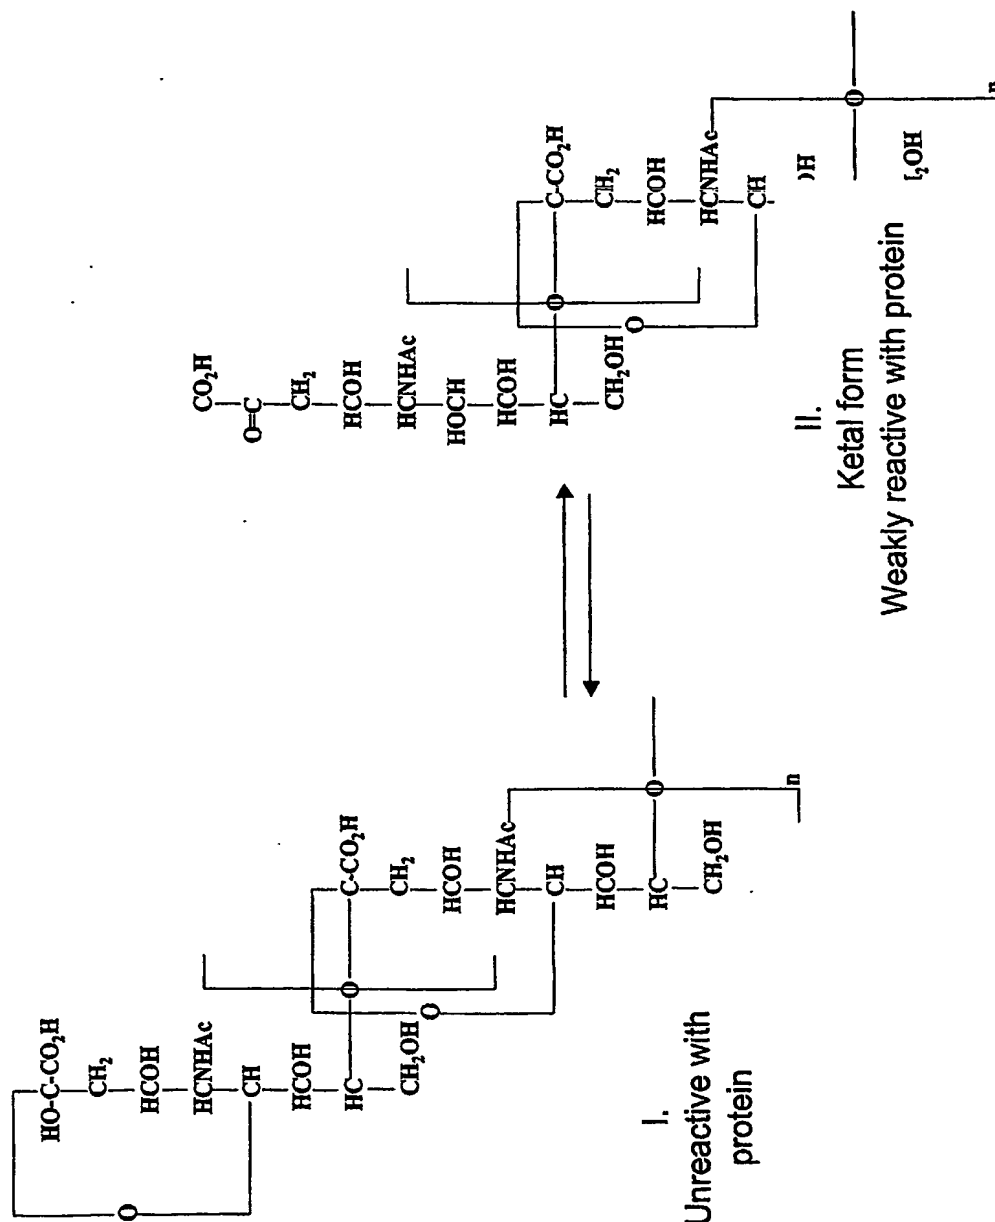 HO-C-CO₂H
CH₂
O
HCOH
HCNHAc
CH
HCOH
HC O C-CO₂H
CH₂OH
CH₂
O
HCOH
HCNHAc
CH
HCOH
HC O
CH₂OH
n
I.
Unreactive with
protein
CO₂H
O=C
CH₂
HCOH
HCNHAc
HOCH
HCOH
HC O C-CO₂H
CH₂OH
CH₂
O
HCOH
HCNHAc
CH
)H
O
₂OH
n
II.
Ketal form
Weakly reactive with protein